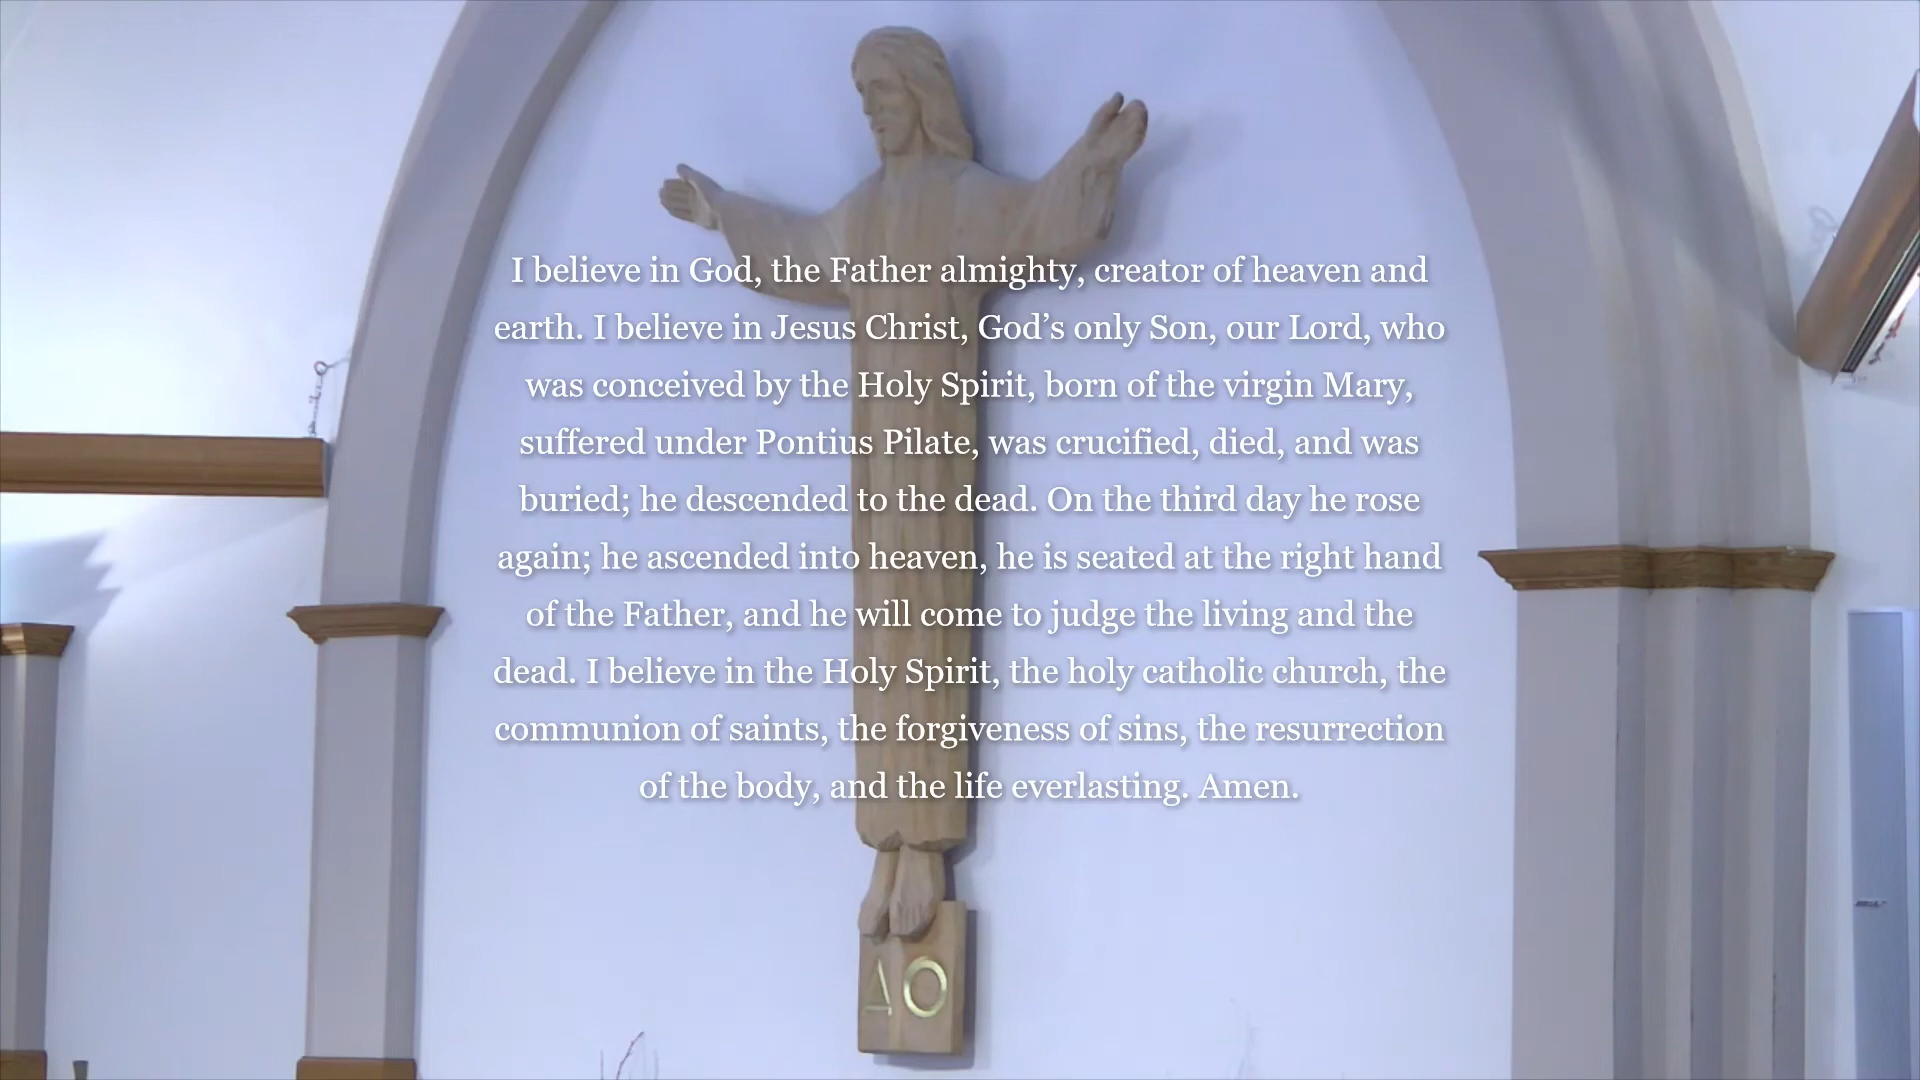 I believe in God, the Father almighty, creator of heaven and
earth. I believe in Jesus Christ, God’s only Son, our Lord, who
was conceived by the Holy Spirit, born of the virgin Mary,
suffered under Pontius Pilate, was crucified, died, and was
buried; he descended to the dead. On the third day he rose
again; he ascended into heaven, he is seated at the right hand
of the Father, and he will come to judge the living and the
dead. I believe in the Holy Spirit, the holy catholic church, the
communion of saints, the forgiveness of sins, the resurrection
of the body, and the life everlasting. Amen.